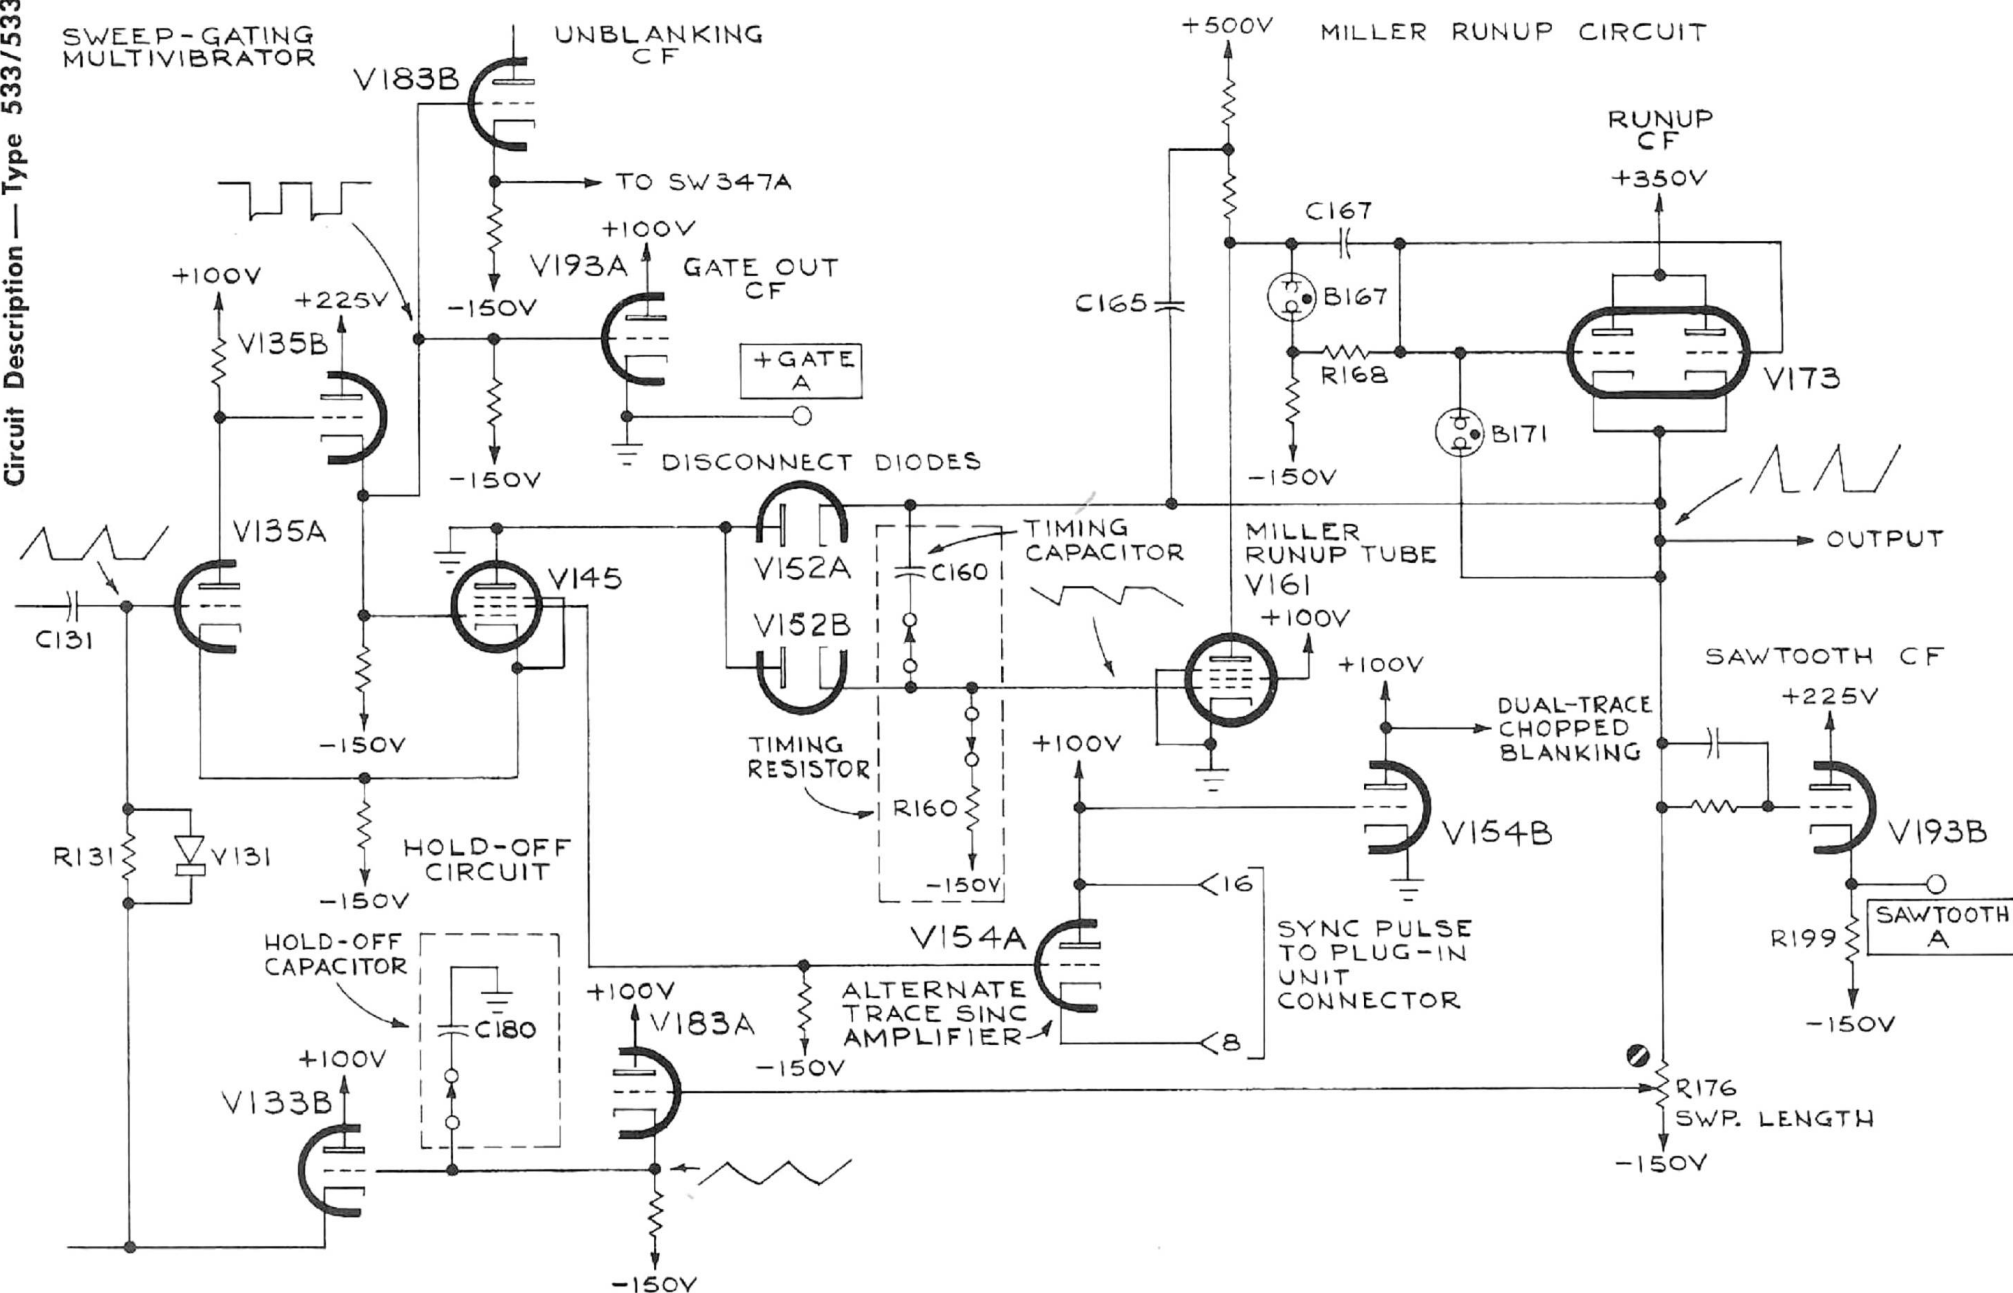 Circuit Description — Type 533/533
SWEEP-GATING
MULTIVIBRATOR
UNBLANKING
CF
V183B
TO SW347A
-150V
+500V
MILLER RUNUP CIRCUIT
RUNUP
CF
+350V
C167
B167
R168
-150V
C165
B171
V173
+100V
V193A
GATE OUT
CF
+GATE
A
-150V
+100V
V135B
+225V
V135A
C131
V145
-150V
-150V
DISCONNECT DIODES
V152A
V152B
TIMING
CAPACITOR
C160
TIMING
RESISTOR
R160
-150V
MILLER
RUNUP TUBE
V161
+100V
OUTPUT
+100V
DUAL-TRACE
CHOPPED
BLANKING
V154B
SAWTOOTH CF
+225V
V193B
SAWTOOTH
A
R199
-150V
R131
V131
HOLD-OFF
CIRCUIT
HOLD-OFF
CAPACITOR
C180
+100V
V133B
+100V
V183A
-150V
+100V
V154A
ALTERNATE
TRACE SINC
AMPLIFIER
-150V
16
8
SYNC PULSE
TO PLUG-IN
UNIT
CONNECTOR
R176
SWP. LENGTH
-150V